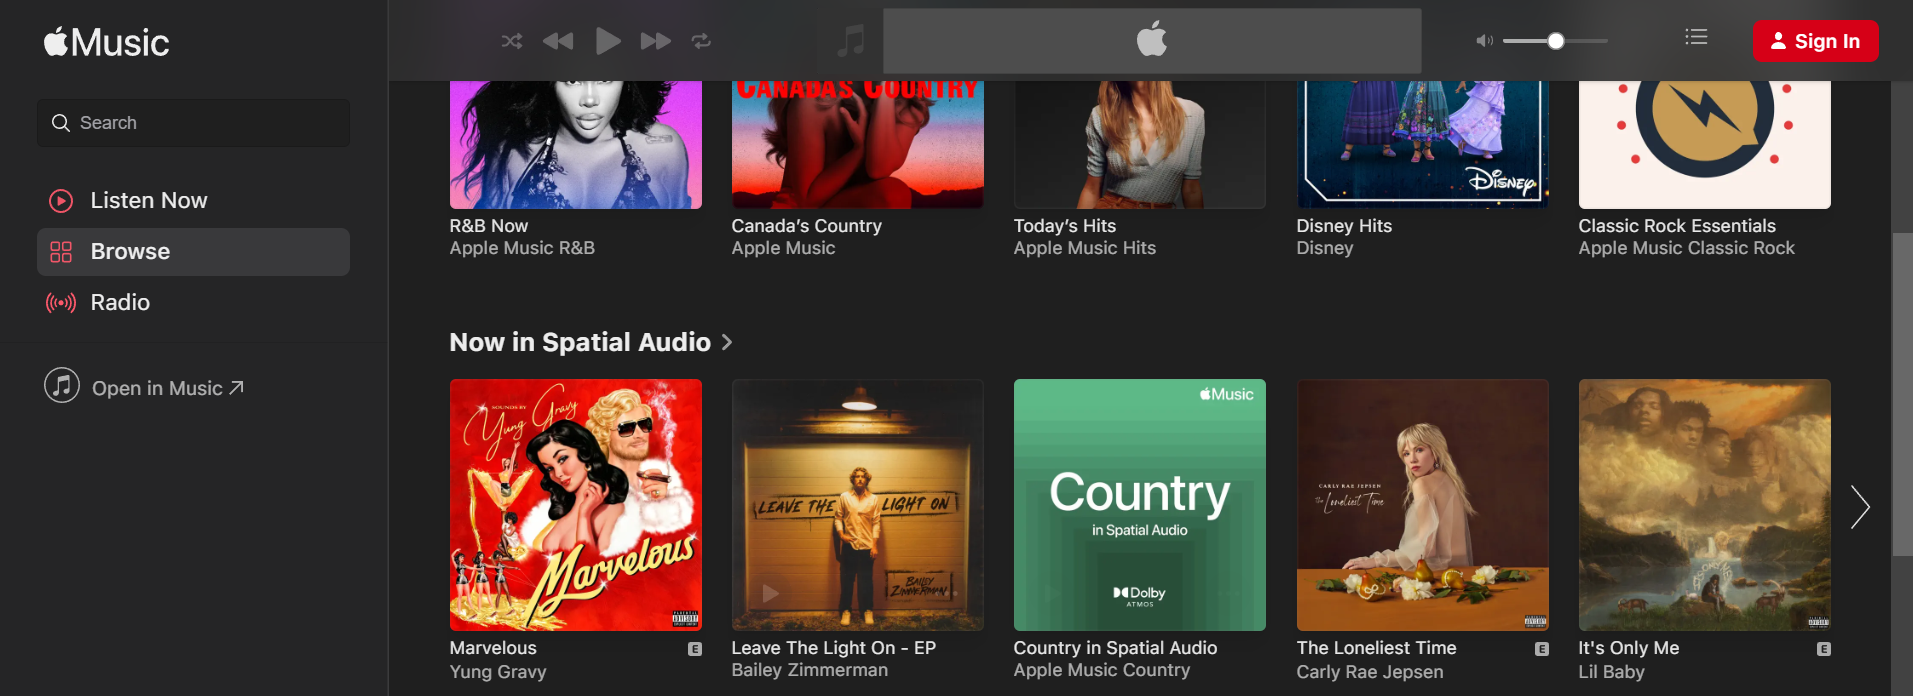 Music
Sign In
Search
Listen Now
Browse
Radio
Open in Music
CANADA'S COUNTRY
Disney
R&B Now
Apple Music R&B
Canada's Country
Apple Music
Today's Hits
Apple Music Hits
Disney Hits
Disney
Classic Rock Essentials
Apple Music Classic Rock
Now in Spatial Audio
SOUNDS BY
Yung Gravy
Marvelous
LEAVE THE LIGHT ON
BAILEY
ZIMMERMAN
Music
Country
in Spatial Audio
Dolby
ATMOS
CARLY RAE JEPSEN
The Loneliest Time
Marvelous E
Yung Gravy
Leave The Light On - EP
Bailey Zimmerman
Country in Spatial Audio
Apple Music Country
The Loneliest Time E
Carly Rae Jepsen
It's Only Me E
Lil Baby